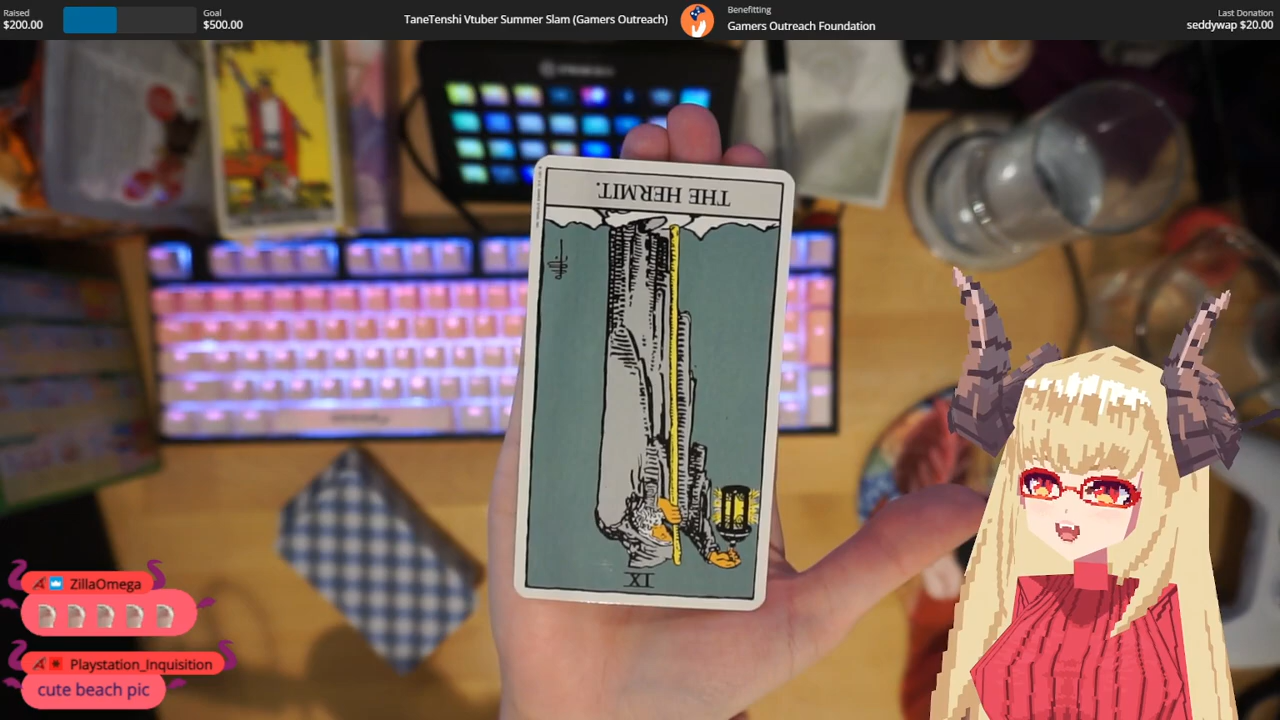 Raised
$200.00
Goal
$500.00
TaneTenshi Vtuber Summer Slam (Gamers Outreach)
Benefitting
Gamers Outreach Foundation
Last Donation
seddywap $20.00
THE HERMIT.
IX
ZillaOmega
Playstation_Inquisition
cute beach pic